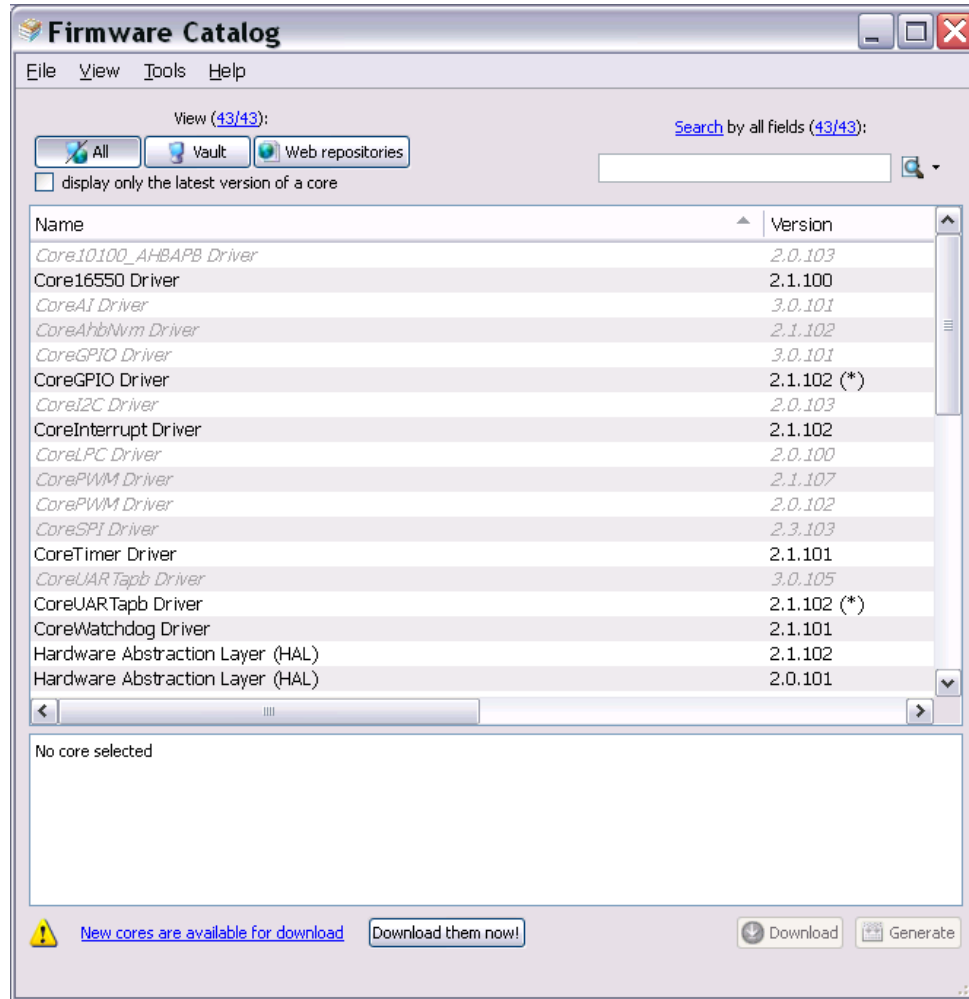 Firmware Catalog
File View Tools Help
View (43/43):
Search by all fields (43/43):
All Vault Web repositories
display only the latest version of a core
Name Version
Core10100_AHBAPB Driver 2.0.103
Core16550 Driver 2.1.100
CoreAI Driver 3.0.101
CoreAhbNvm Driver 2.1.102
CoreGPIO Driver 3.0.101
CoreGPIO Driver 2.1.102 (*)
CoreI2C Driver 2.0.103
CoreInterrupt Driver 2.1.102
CoreLPC Driver 2.0.100
CorePWM Driver 2.1.107
CorePWM Driver 2.0.102
CoreSPI Driver 2.3.103
CoreTimer Driver 2.1.101
CoreUARTapb Driver 3.0.105
CoreUARTapb Driver 2.1.102 (*)
CoreWatchdog Driver 2.1.101
Hardware Abstraction Layer (HAL) 2.1.102
Hardware Abstraction Layer (HAL) 2.0.101
No core selected
New cores are available for download Download them now! Download Generate